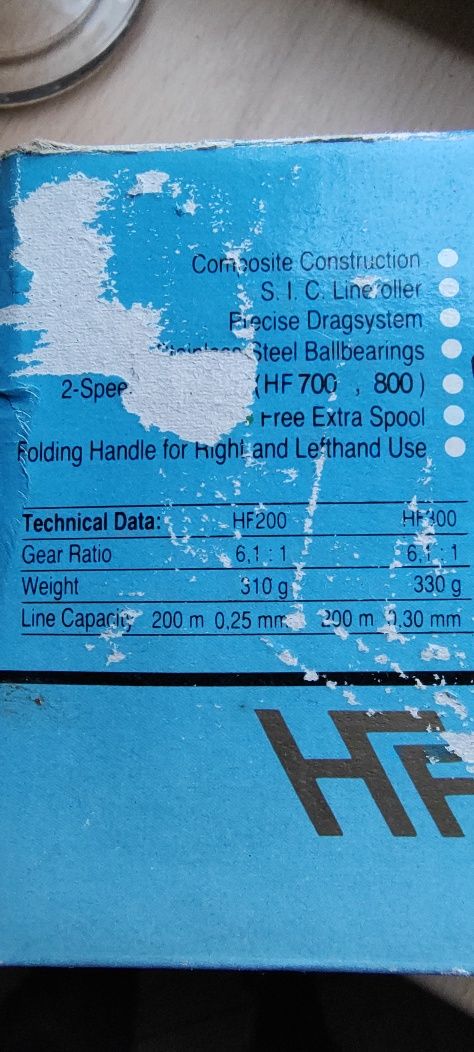 Composite Construction
S. I. C. Lineroller
Precise Dragsystem
Stainless Steel Ballbearings
2-Spee (HF 700 , 800)
Free Extra Spool
Folding Handle for Right and Lefthand Use
Technical Data: HF200
Gear Ratio 6,1 : 1 6,1 : 1
Weight 310 g 330 g
Line Capacity 200 m 0,25 mm 200 m 0,30 mm
HF